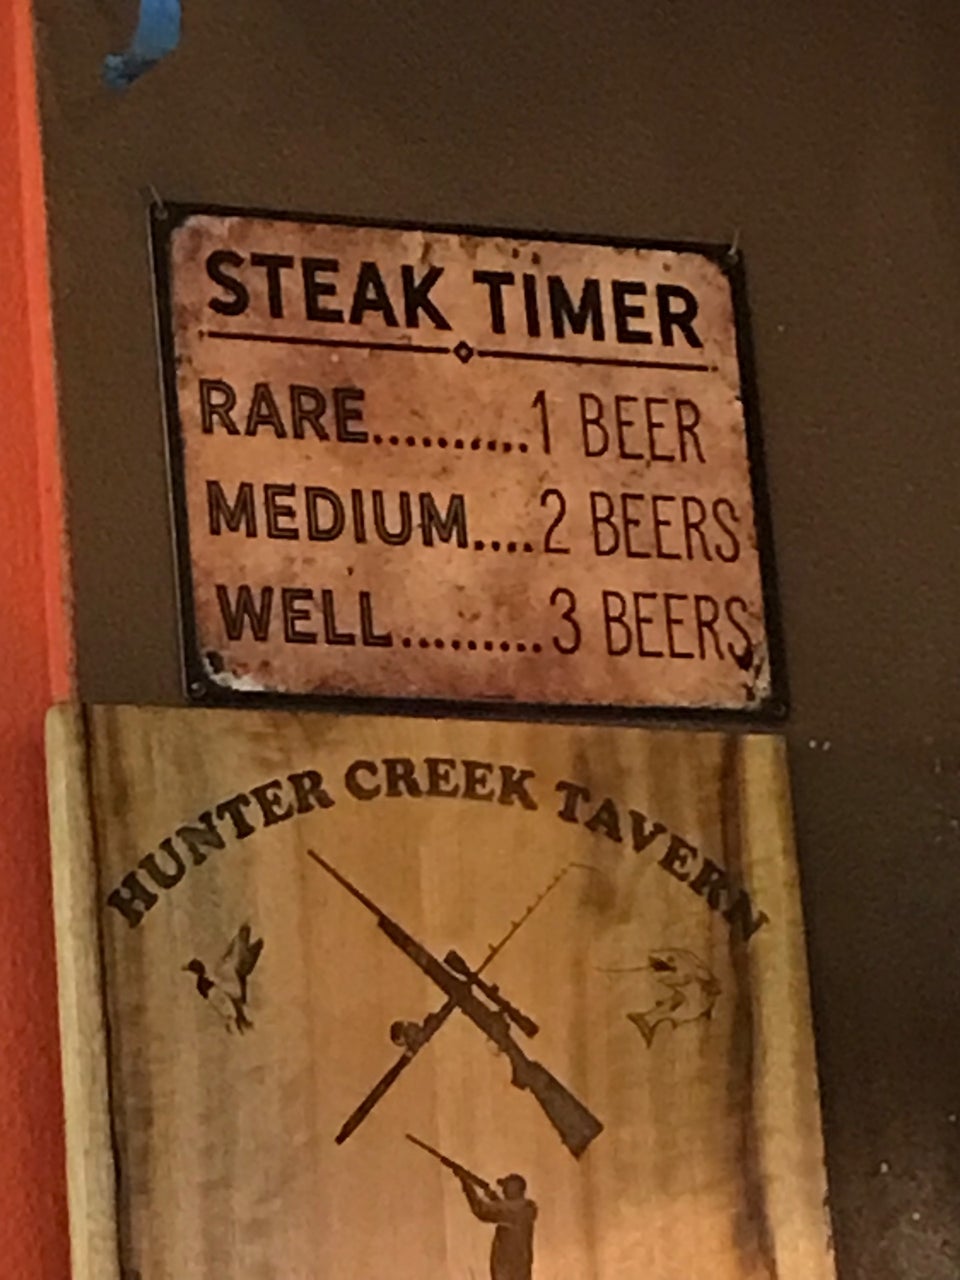 STEAK TIMER
RARE..........1 BEER
MEDIUM....2 BEERS
WELL.........3 BEERS
HUNTER CREEK TAVERN